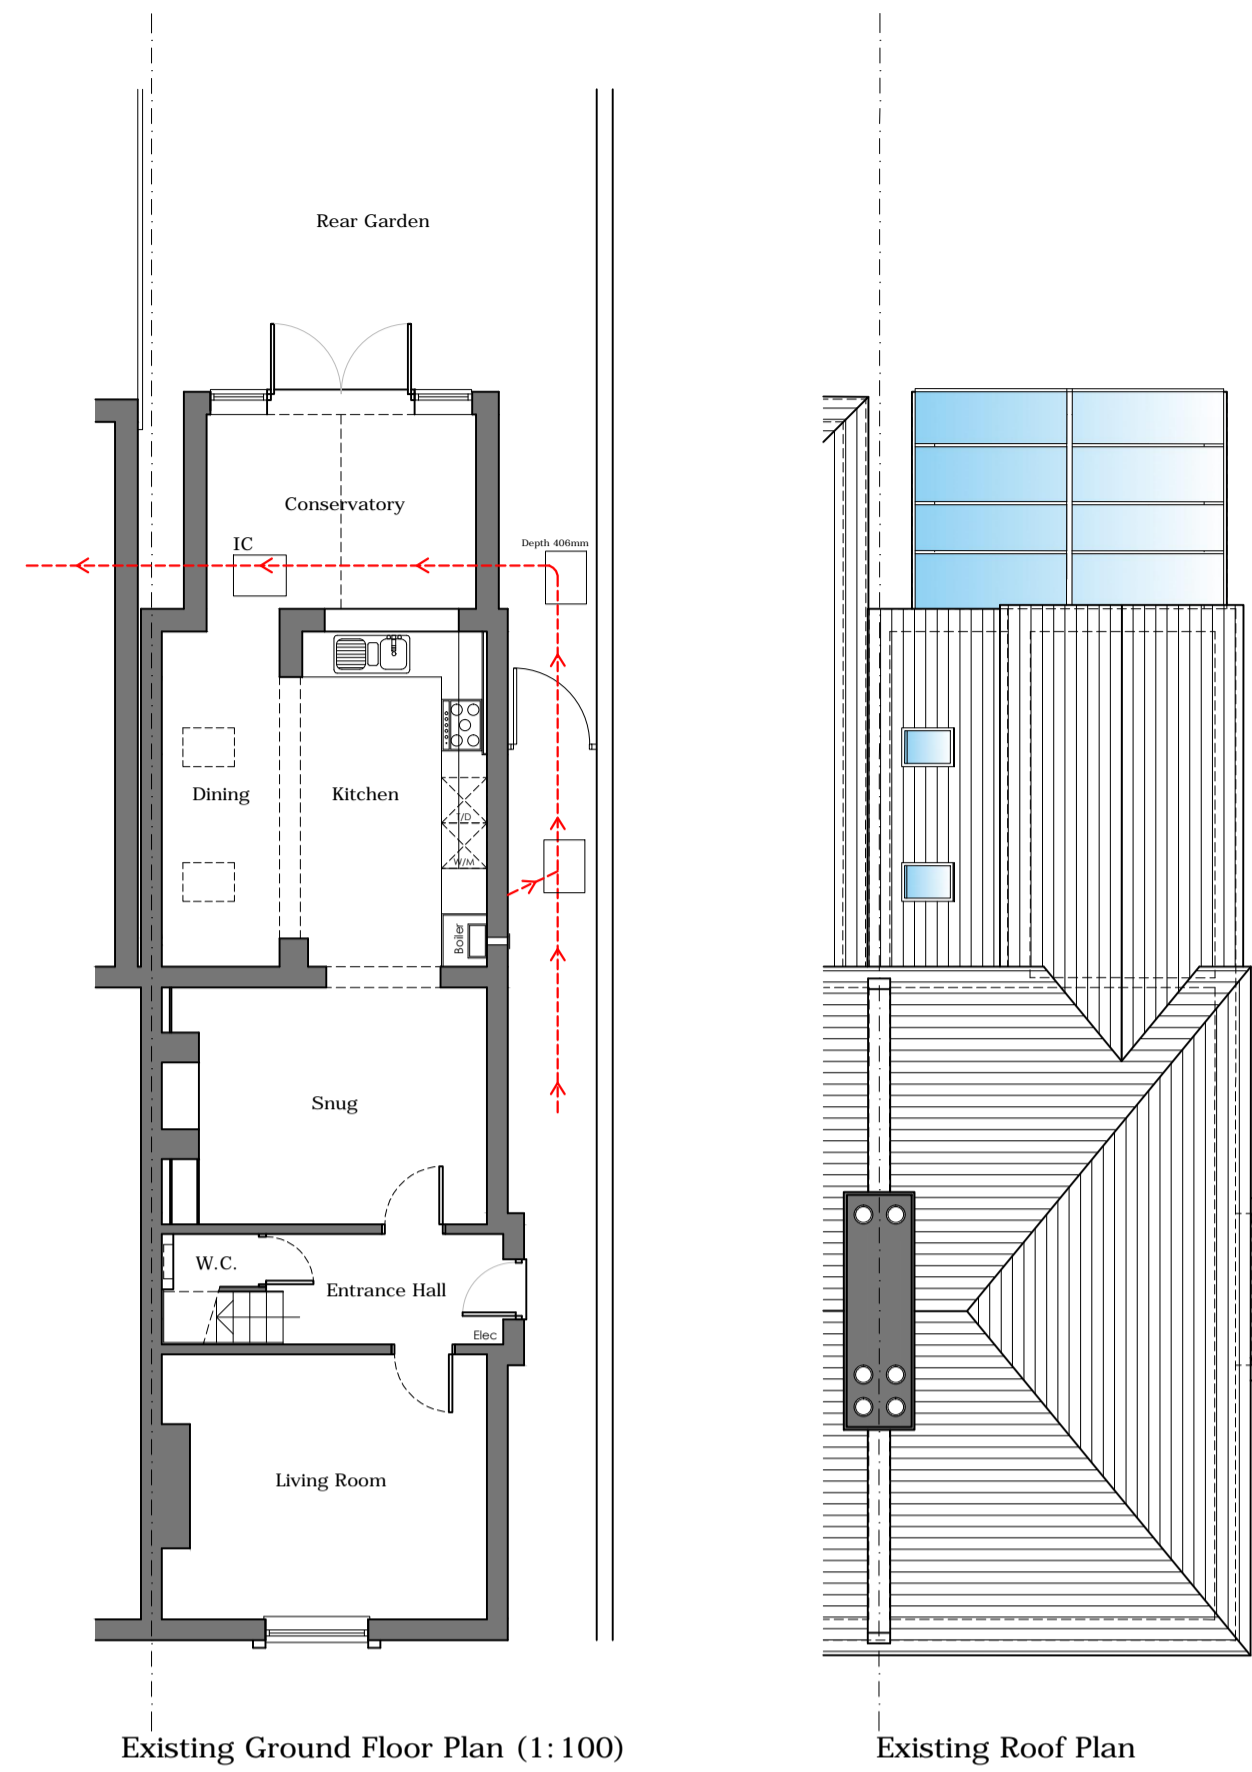 Rear Garden
Conservatory
IC
Depth 406mm
Dining
Kitchen
T/D
W/M
Boiler
Snug
W.C.
Entrance Hall
Elec
Living Room
Existing Ground Floor Plan (1:100)
Existing Roof Plan